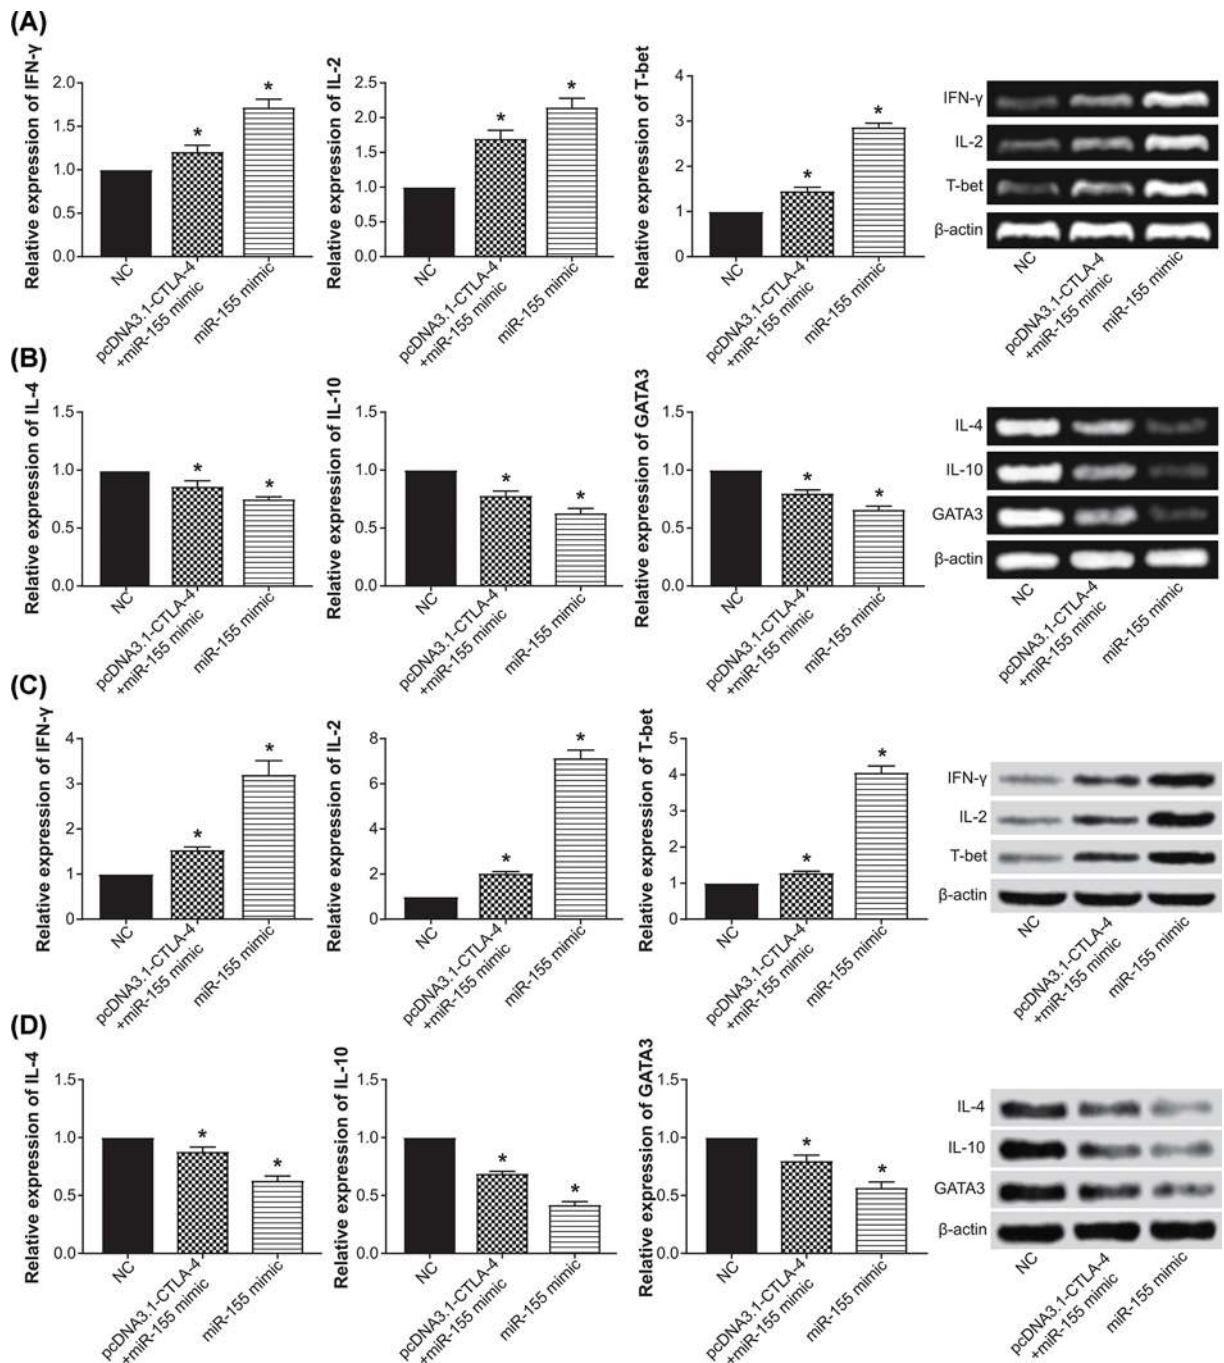 (A)
Relative expression of IFN-γ
2.0
1.5
1.0
0.5
0.0
NC
pcDNA3.1-CTLA-4
+miR-155 mimic
miR-155 mimic
Relative expression of IL-2
2.5
2.0
1.5
1.0
0.5
0.0
NC
pcDNA3.1-CTLA-4
+miR-155 mimic
miR-155 mimic
Relative expression of T-bet
4
3
2
1
0
NC
pcDNA3.1-CTLA-4
+miR-155 mimic
miR-155 mimic
IFN-γ
IL-2
T-bet
β-actin
NC
pcDNA3.1-CTLA-4
+miR-155 mimic
miR-155 mimic
* *
* *
* *
(B)
Relative expression of IL-4
1.5
1.0
0.5
0.0
NC
pcDNA3.1-CTLA-4
+miR-155 mimic
miR-155 mimic
Relative expression of IL-10
1.5
1.0
0.5
0.0
NC
pcDNA3.1-CTLA-4
+miR-155 mimic
miR-155 mimic
Relative expression of GATA3
1.5
1.0
0.5
0.0
NC
pcDNA3.1-CTLA-4
+miR-155 mimic
miR-155 mimic
IL-4
IL-10
GATA3
β-actin
NC
pcDNA3.1-CTLA-4
+miR-155 mimic
miR-155 mimic
* *
* *
* *
(C)
Relative expression of IFN-γ
4
3
2
1
0
NC
pcDNA3.1-CTLA-4
+miR-155 mimic
miR-155 mimic
Relative expression of IL-2
8
6
4
2
0
NC
pcDNA3.1-CTLA-4
+miR-155 mimic
miR-155 mimic
Relative expression of T-bet
5
4
3
2
1
0
NC
pcDNA3.1-CTLA-4
+miR-155 mimic
miR-155 mimic
IFN-γ
IL-2
T-bet
β-actin
NC
pcDNA3.1-CTLA-4
+miR-155 mimic
miR-155 mimic
* *
* *
* *
(D)
Relative expression of IL-4
1.5
1.0
0.5
0.0
NC
pcDNA3.1-CTLA-4
+miR-155 mimic
miR-155 mimic
Relative expression of IL-10
1.5
1.0
0.5
0.0
NC
pcDNA3.1-CTLA-4
+miR-155 mimic
miR-155 mimic
Relative expression of GATA3
1.5
1.0
0.5
0.0
NC
pcDNA3.1-CTLA-4
+miR-155 mimic
miR-155 mimic
IL-4
IL-10
GATA3
β-actin
NC
pcDNA3.1-CTLA-4
+miR-155 mimic
miR-155 mimic
* *
* *
* *